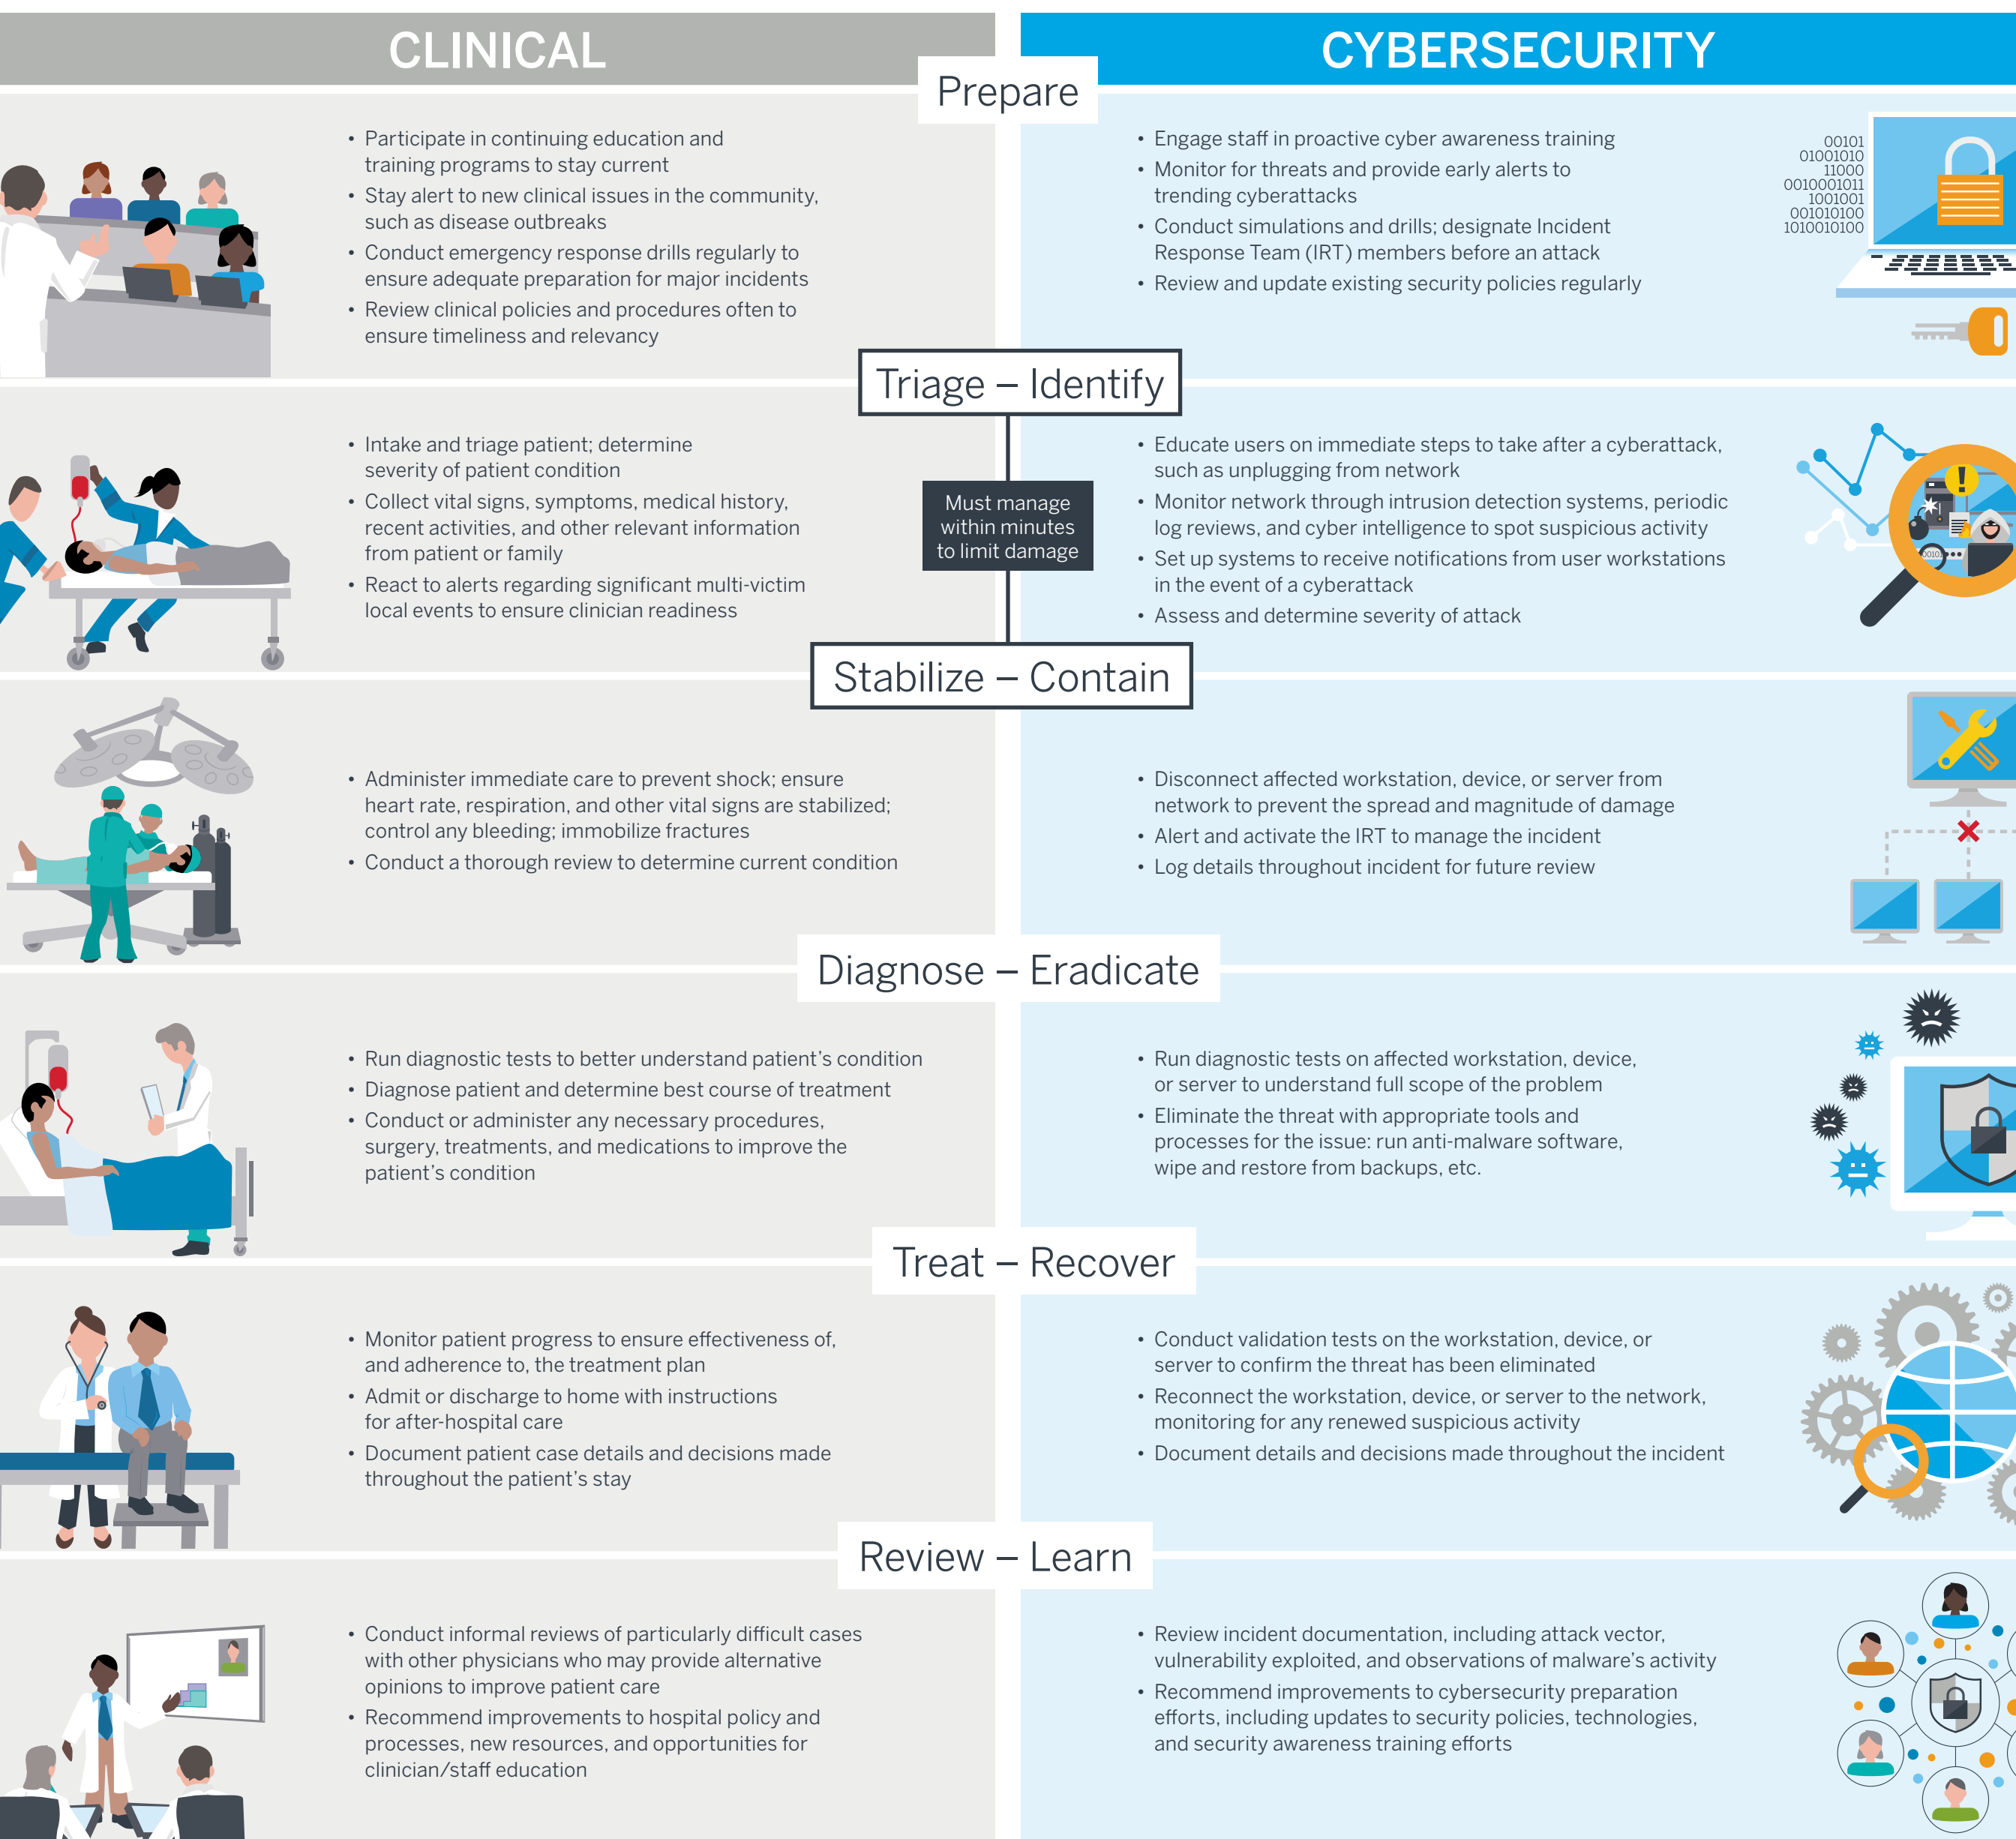 CLINICAL
CYBERSECURITY
Prepare
• Participate in continuing education and
training programs to stay current
• Stay alert to new clinical issues in the community,
such as disease outbreaks
• Conduct emergency response drills regularly to
ensure adequate preparation for major incidents
• Review clinical policies and procedures often to
ensure timeliness and relevancy
• Engage staff in proactive cyber awareness training
• Monitor for threats and provide early alerts to
trending cyberattacks
• Conduct simulations and drills; designate Incident
Response Team (IRT) members before an attack
• Review and update existing security policies regularly
00101
01001010
11000
0010001011
1001001
001010100
1010010100
Triage – Identify
• Intake and triage patient; determine
severity of patient condition
• Collect vital signs, symptoms, medical history,
recent activities, and other relevant information
from patient or family
• React to alerts regarding significant multi-victim
local events to ensure clinician readiness
Must manage
within minutes
to limit damage
• Educate users on immediate steps to take after a cyberattack,
such as unplugging from network
• Monitor network through intrusion detection systems, periodic
log reviews, and cyber intelligence to spot suspicious activity
• Set up systems to receive notifications from user workstations
in the event of a cyberattack
• Assess and determine severity of attack
Stabilize – Contain
• Administer immediate care to prevent shock; ensure
heart rate, respiration, and other vital signs are stabilized;
control any bleeding; immobilize fractures
• Conduct a thorough review to determine current condition
• Disconnect affected workstation, device, or server from
network to prevent the spread and magnitude of damage
• Alert and activate the IRT to manage the incident
• Log details throughout incident for future review
Diagnose – Eradicate
• Run diagnostic tests to better understand patient’s condition
• Diagnose patient and determine best course of treatment
• Conduct or administer any necessary procedures,
surgery, treatments, and medications to improve the
patient’s condition
• Run diagnostic tests on affected workstation, device,
or server to understand full scope of the problem
• Eliminate the threat with appropriate tools and
processes for the issue: run anti-malware software,
wipe and restore from backups, etc.
Treat – Recover
• Monitor patient progress to ensure effectiveness of,
and adherence to, the treatment plan
• Admit or discharge to home with instructions
for after-hospital care
• Document patient case details and decisions made
throughout the patient’s stay
• Conduct validation tests on the workstation, device, or
server to confirm the threat has been eliminated
• Reconnect the workstation, device, or server to the network,
monitoring for any renewed suspicious activity
• Document details and decisions made throughout the incident
Review – Learn
• Conduct informal reviews of particularly difficult cases
with other physicians who may provide alternative
opinions to improve patient care
• Recommend improvements to hospital policy and
processes, new resources, and opportunities for
clinician/staff education
• Review incident documentation, including attack vector,
vulnerability exploited, and observations of malware’s activity
• Recommend improvements to cybersecurity preparation
efforts, including updates to security policies, technologies,
and security awareness training efforts